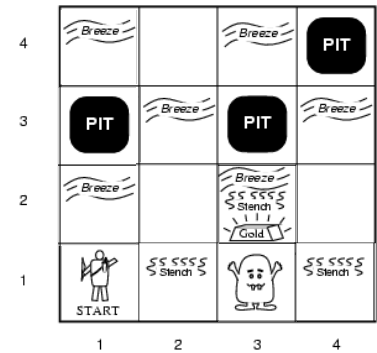 4
Breeze
Breeze
PIT
3
PIT
Breeze
PIT
Breeze
2
Breeze
Breeze
Stench
Gold
1
START
Stench
Stench
1 2 3 4